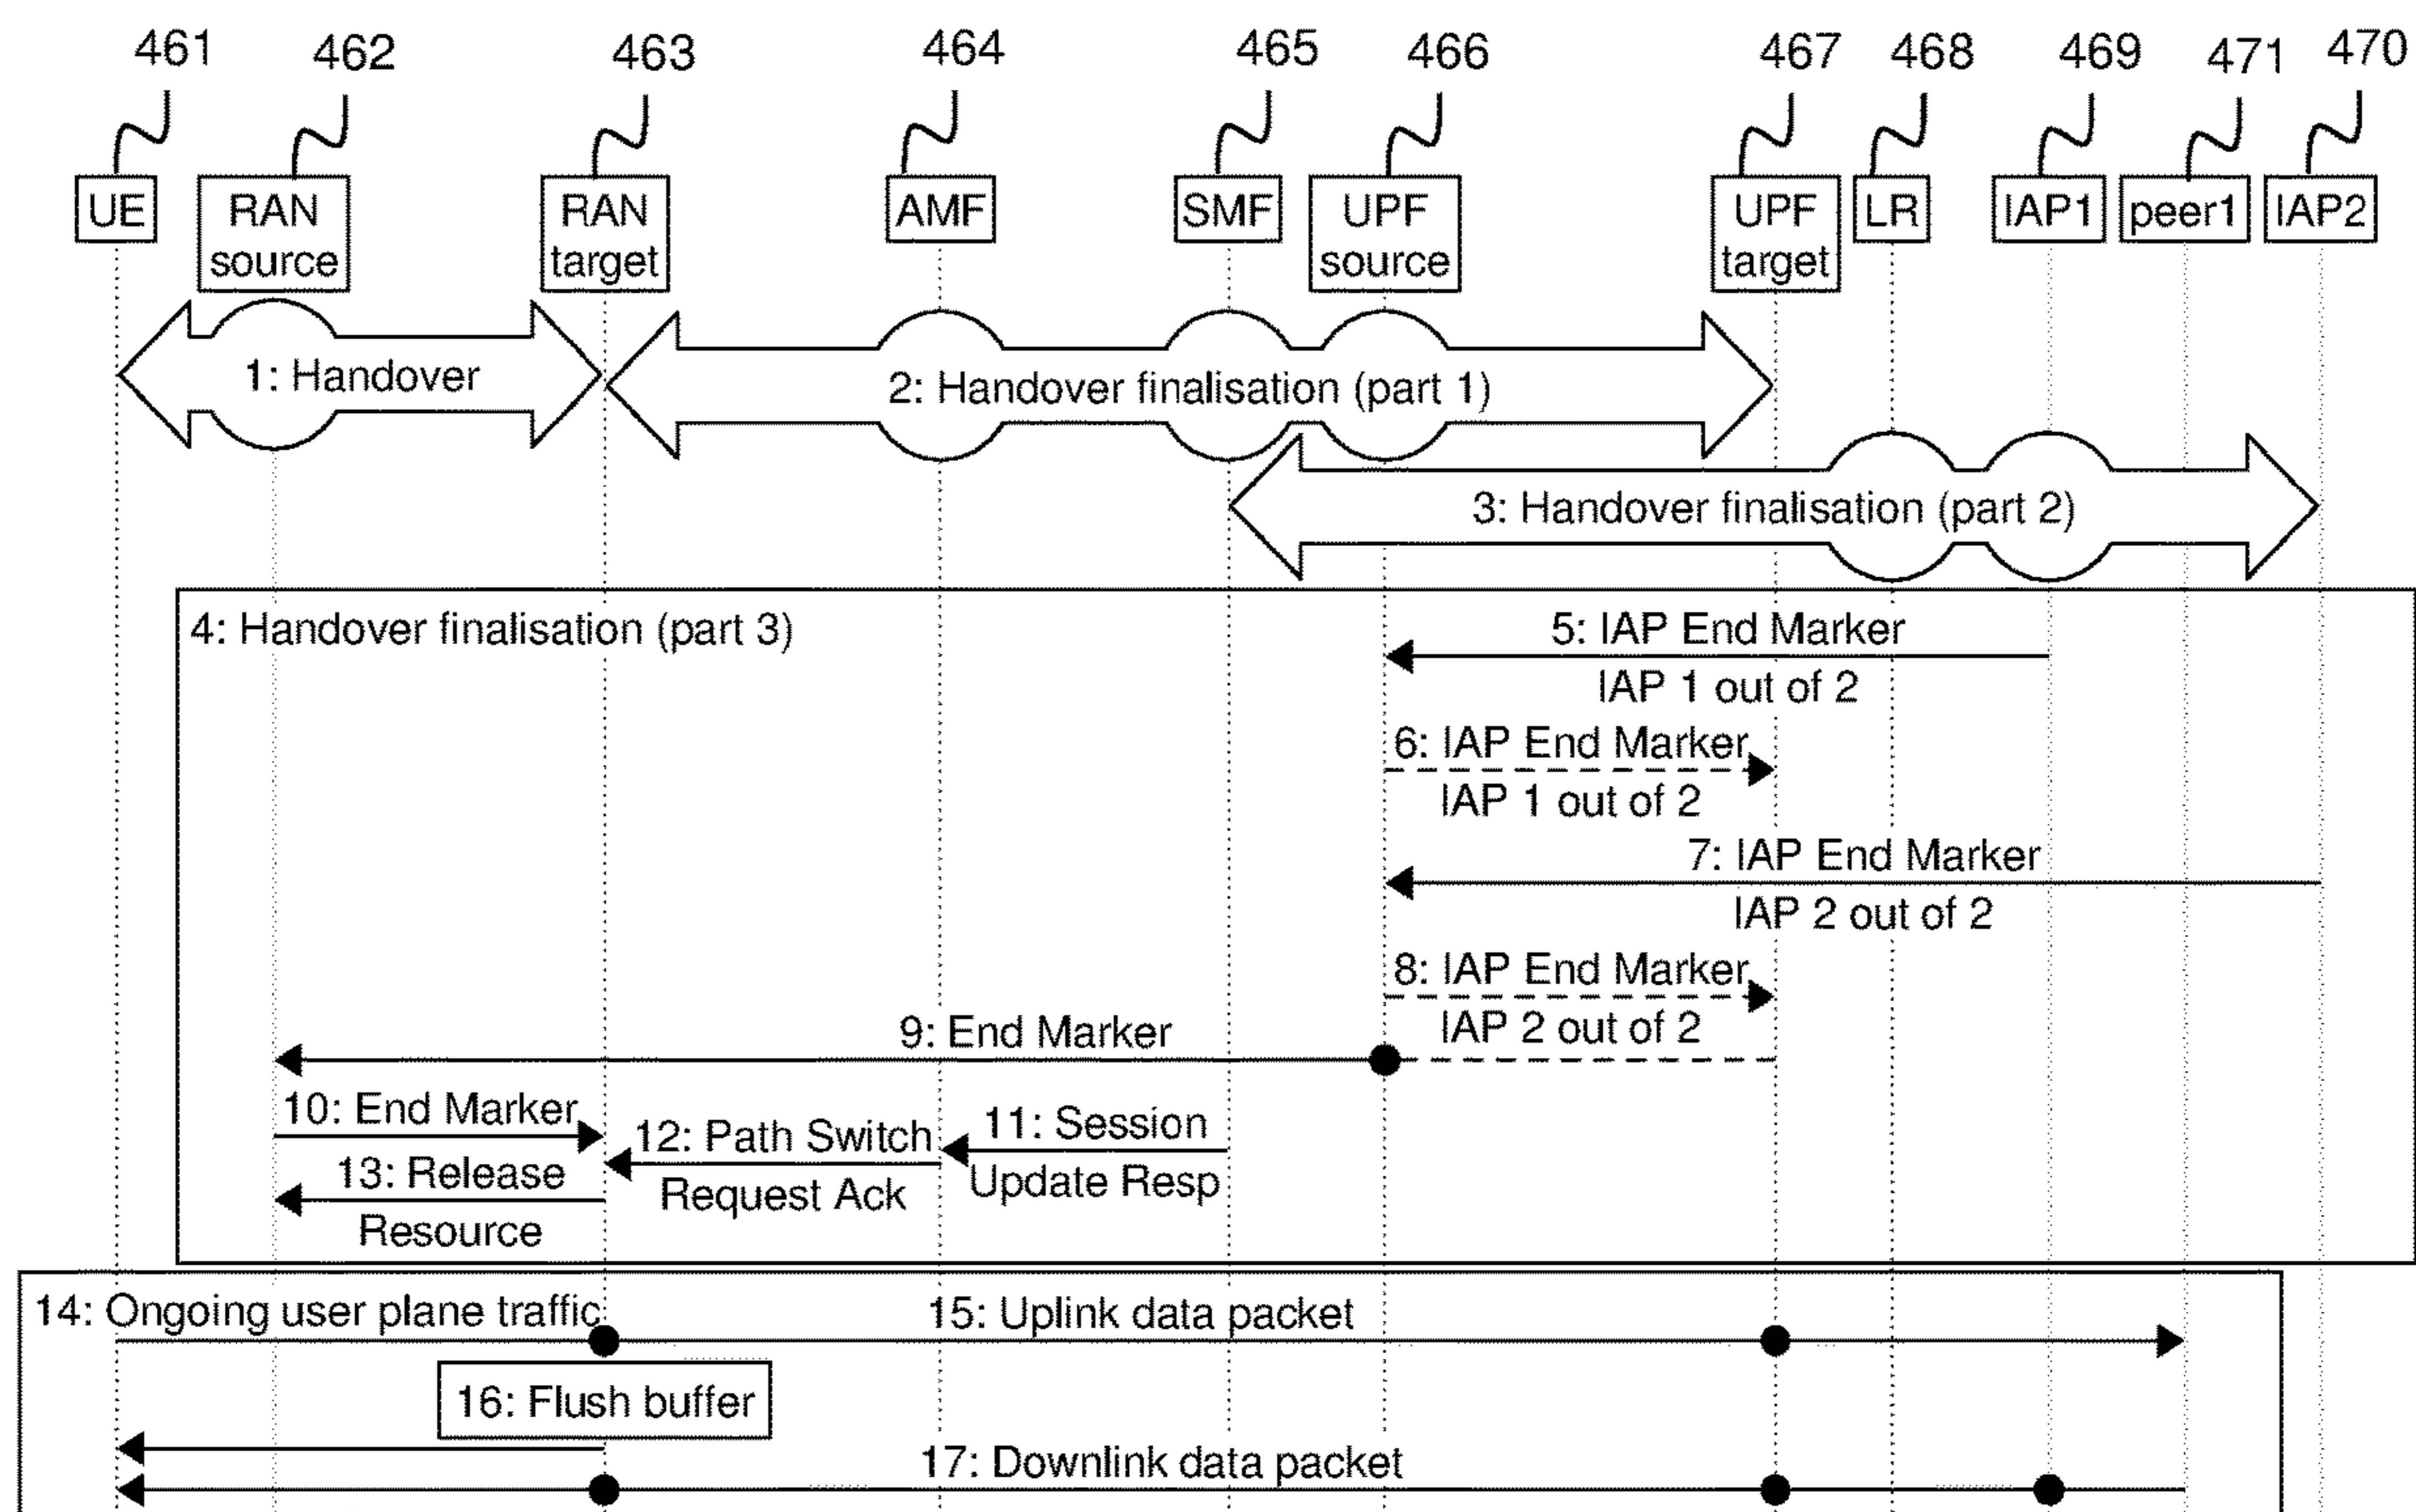 461 462 463 464 465 466 467 468 469 471 470
UE RAN source RAN target AMF SMF UPF source UPF target LR IAP1 peer1 IAP2
1: Handover
2: Handover finalisation (part 1)
3: Handover finalisation (part 2)
4: Handover finalisation (part 3)
5: IAP End Marker
IAP 1 out of 2
6: IAP End Marker
IAP 1 out of 2
7: IAP End Marker
IAP 2 out of 2
8: IAP End Marker
IAP 2 out of 2
9: End Marker
10: End Marker
11: Session
Update Resp
12: Path Switch
Request Ack
13: Release
Resource
14: Ongoing user plane traffic
15: Uplink data packet
16: Flush buffer
17: Downlink data packet